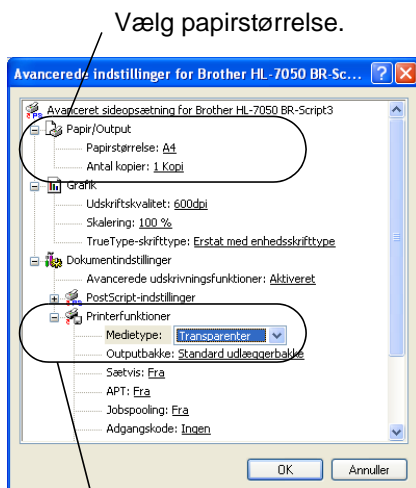 Vælg papirstørrelse.
Avancerede indstillinger for Brother HL-7050 BR-Sc...
Avanceret sideopsætning for Brother HL-7050 BR-Script3
Papir/Output
Papirstørrelse: A4
Antal kopier: 1 Kopi
Grafik
Udskriftskvalitet: 600dpi
Skalering: 100 %
TrueType-skrifttype: Erstat med enhedsskrifttype
Dokumentindstillinger
Avancerede udskrivningsfunktioner: Aktiveret
PostScript-indstillinger
Printerfunktioner
Medietype: Transparenter
Outputbakke: Standard udlæggerbakke
Sætvis: Fra
APT: Fra
Jobspooling: Fra
Adgangskode: Ingen
OK Annuller